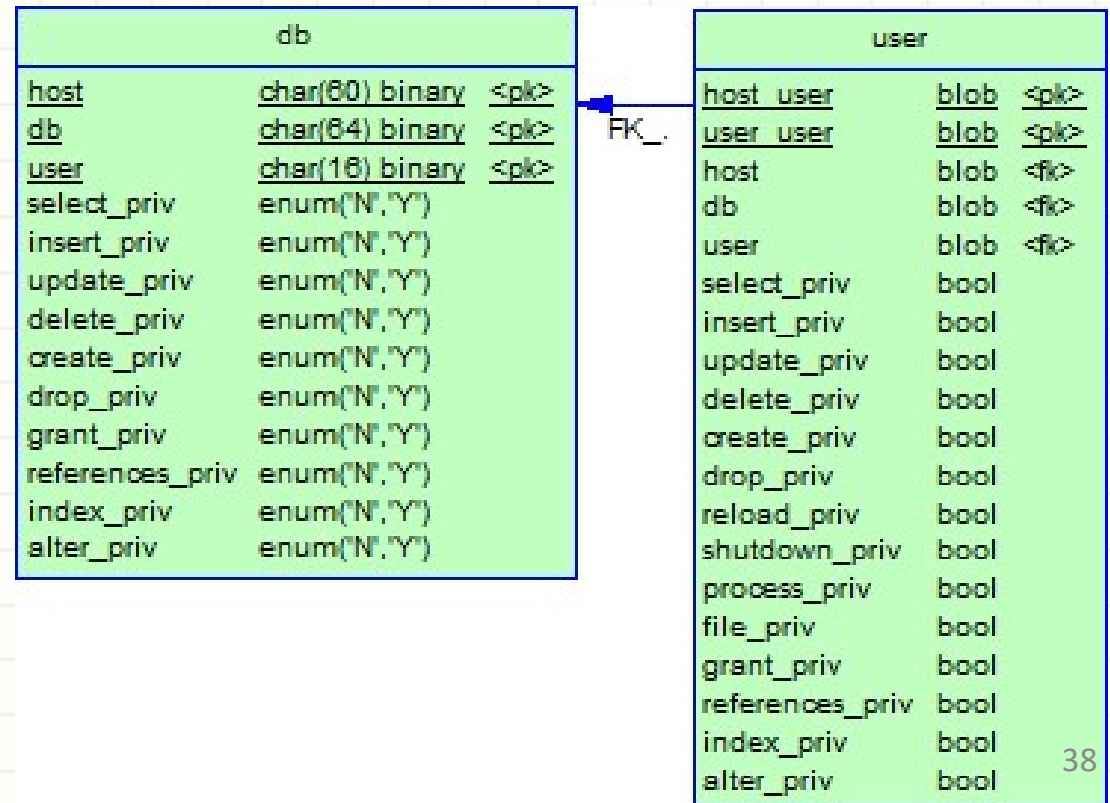 db
host char(60) binary <pk>
db char(64) binary <pk>
user char(16) binary <pk>
select_priv enum("N","Y")
insert_priv enum("N","Y")
update_priv enum("N","Y")
delete_priv enum("N","Y")
create_priv enum("N","Y")
drop_priv enum("N","Y")
grant_priv enum("N","Y")
references_priv enum("N","Y")
index_priv enum("N","Y")
alter_priv enum("N","Y")
FK_.
user
host_user blob <pk>
user_user blob <pk>
host blob <fk>
db blob <fk>
user blob <fk>
select_priv bool
insert_priv bool
update_priv bool
delete_priv bool
create_priv bool
drop_priv bool
reload_priv bool
shutdown_priv bool
process_priv bool
file_priv bool
grant_priv bool
references_priv bool
index_priv bool
alter_priv bool
38